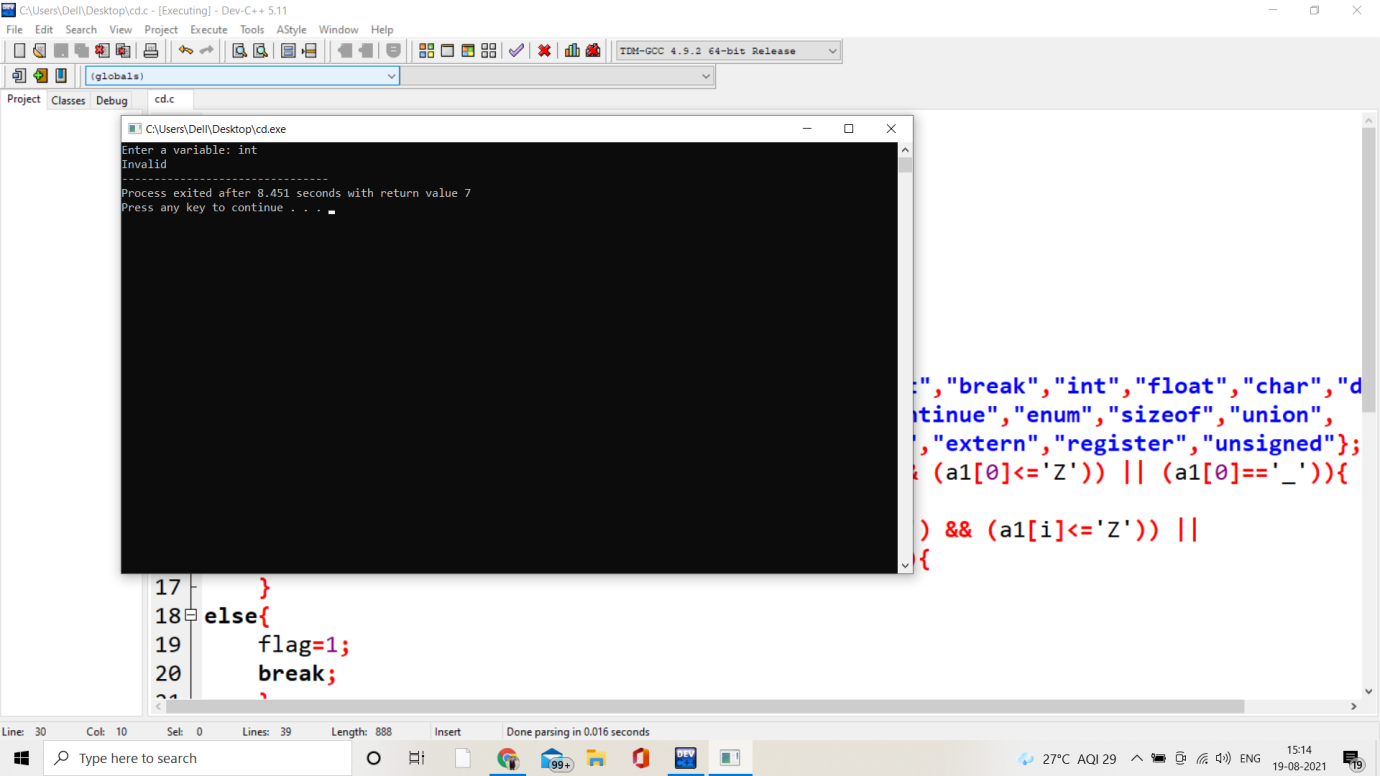 C:\Users\Dell\Desktop\cd.c - [Executing] - Dev-C++ 5.11
File Edit Search View Project Execute Tools AStyle Window Help
TDM-GCC 4.9.2 64-bit Release
(globals)
Project Classes Debug cd.c
C:\Users\Dell\Desktop\cd.exe
Enter a variable: int
Invalid
--------------------------------
Process exited after 8.451 seconds with return value 7
Press any key to continue . . .
","break","int","float","char","d
ntinue","enum","sizeof","union",
,"extern","register","unsigned"};
(a1[0]<='Z')) || (a1[0]=='_')){
) && (a1[i]<='Z')) ||
){
17 }
18 else{
19 flag=1;
20 break;
Line: 30 Col: 10 Sel: 0 Lines: 39 Length: 888 Insert Done parsing in 0.016 seconds
Type here to search
99+
DEV
27°C AQI 29
ENG
15:14
19-08-2021
19